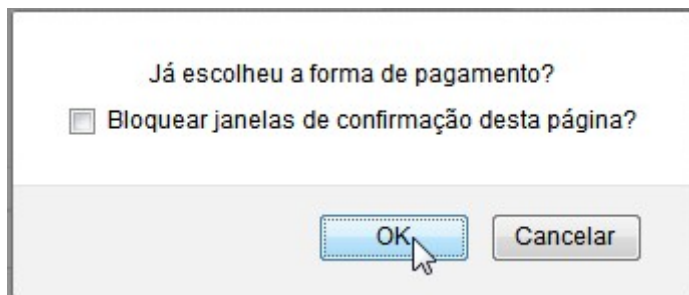 Já escolheu a forma de pagamento?
Bloquear janelas de confirmação desta página?
OK Cancelar